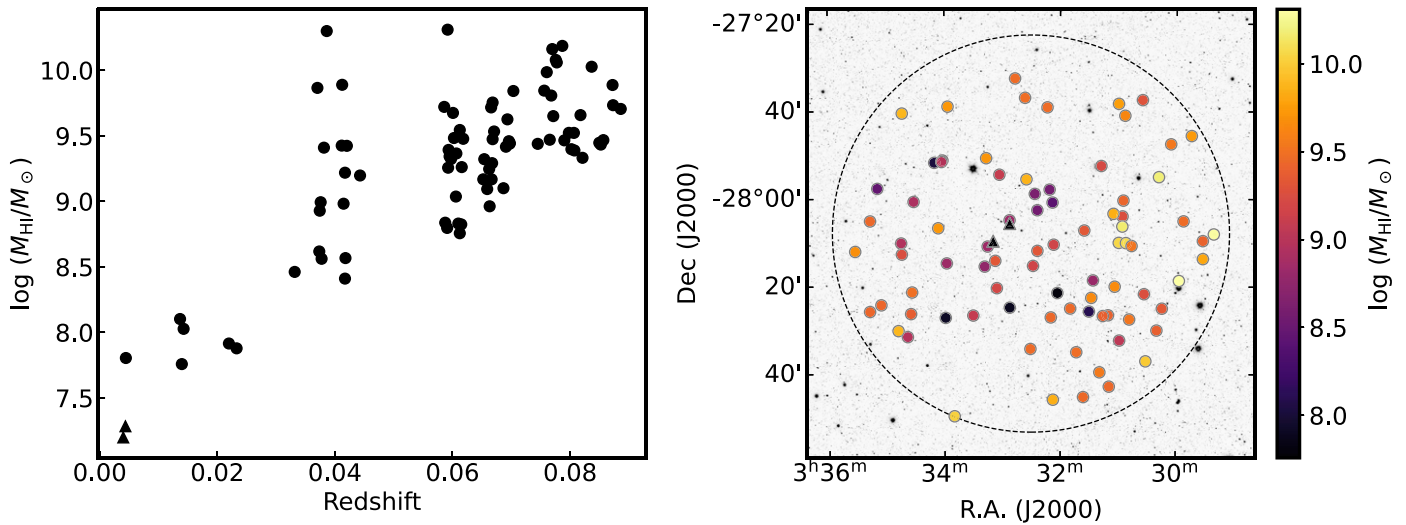 10.0
9.5
9.0
8.5
8.0
7.5
log (M_HI/M_⊙)
0.00
0.02
0.04
0.06
0.08
Redshift
-27°20'
40'
-28°00'
20'
40'
Dec (J2000)
3ʰ36ᵐ
34ᵐ
32ᵐ
30ᵐ
R.A. (J2000)
10.0
9.5
9.0
8.5
8.0
log (M_HI/M_⊙)